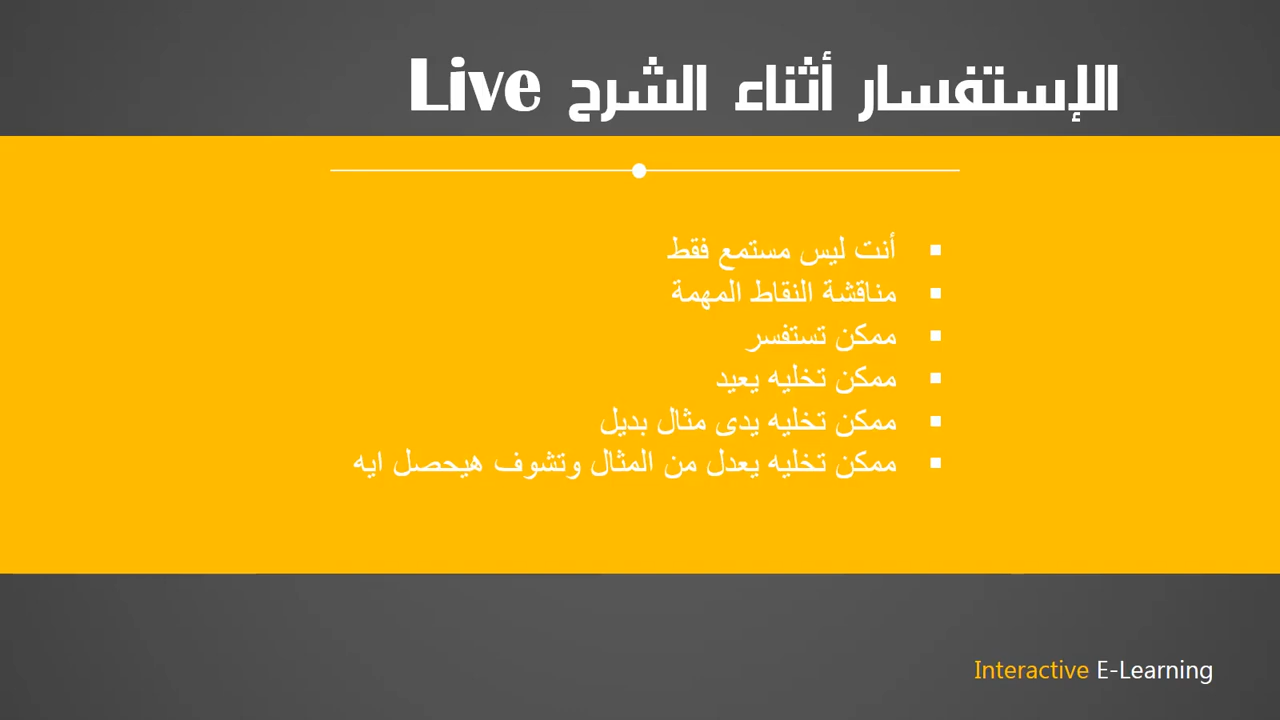 الإستفسار أثناء الشرح Live
▪ أنت ليس مستمع فقط
▪ مناقشة النقاط المهمة
▪ ممكن تستفسر
▪ ممكن تخليه يعيد
▪ ممكن تخليه يدى مثال بديل
▪ ممكن تخليه يعدل من المثال وتشوف هيحصل ايه
Interactive E-Learning